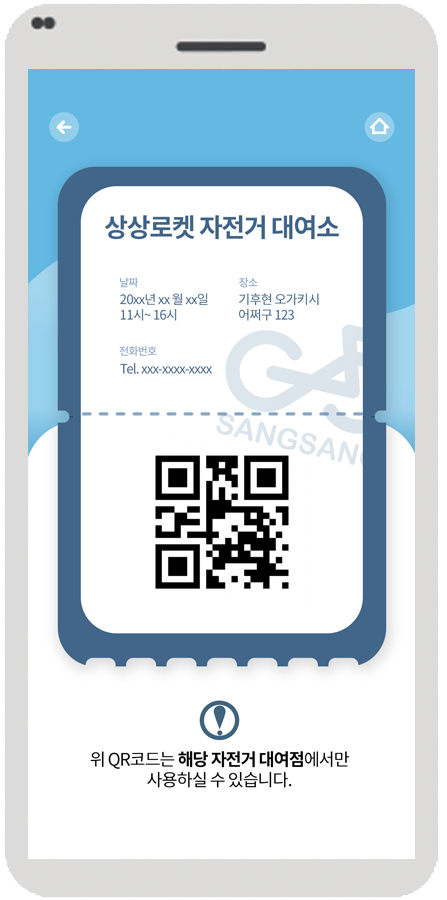 상상로켓 자전거 대여소
날짜
20xx년 xx 월 xx일
11시~ 16시
장소
기후현 오가키시
어쩌구 123
전화번호
Tel. xxx-xxxx-xxxx
SANGSANG
위 QR코드는 해당 자전거 대여점에서만
사용하실 수 있습니다.